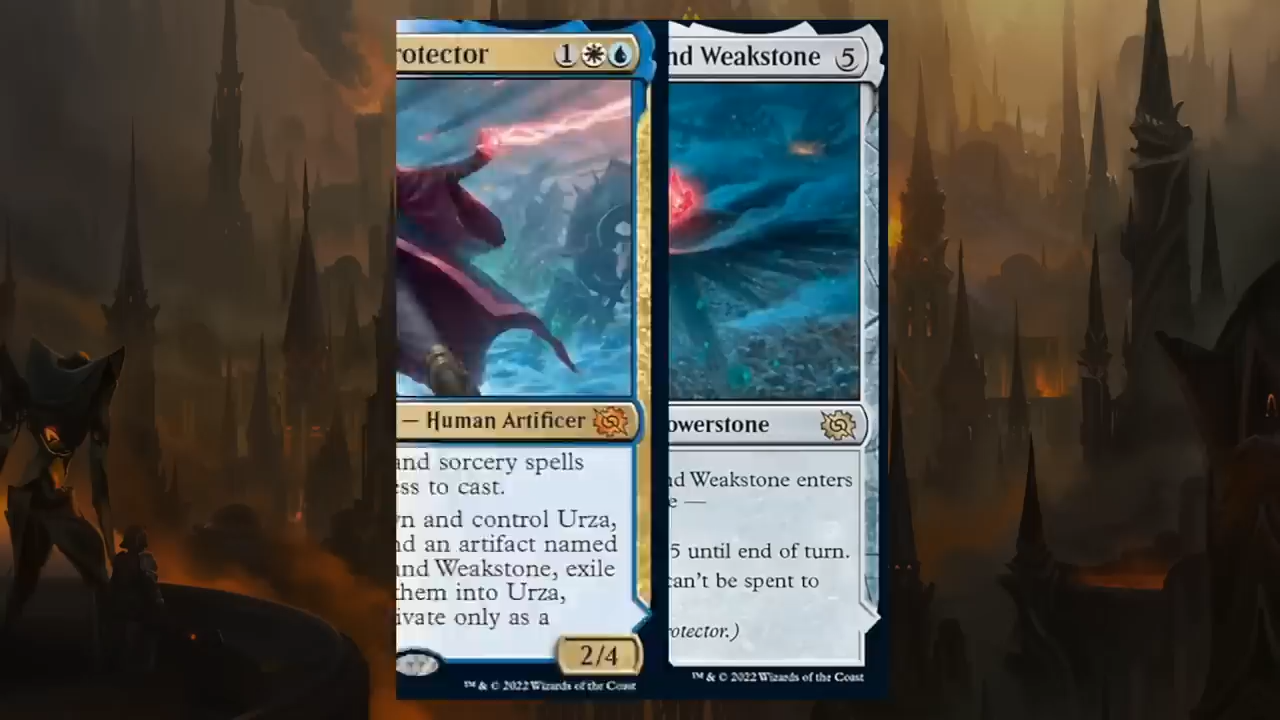 rotector 1
— Human Artificer
and sorcery spells
ess to cast.
wn and control Urza,
nd an artifact named
and Weakstone, exile
them into Urza,
ivate only as a
2/4
™ & © 2022 Wizards of the Coast
nd Weakstone 5
owerstone
nd Weakstone enters
e —
5 until end of turn.
can't be spent to
otector.)
™ & © 2022 Wizards of the Coast